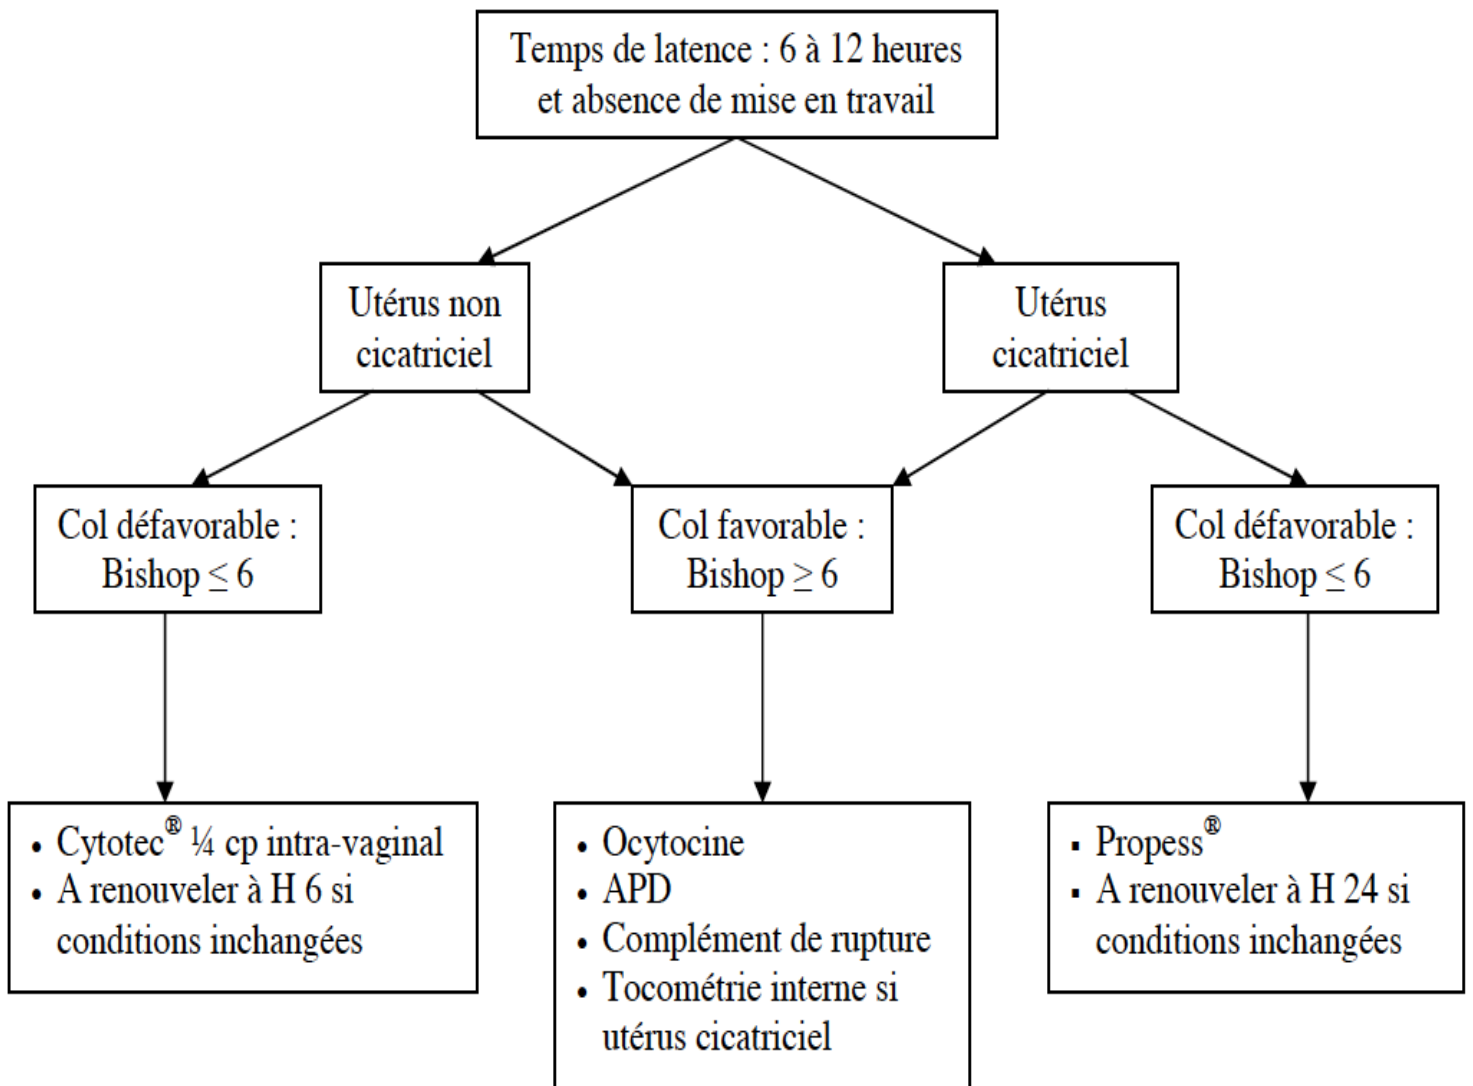 Temps de latence : 6 à 12 heures
et absence de mise en travail
Utérus non
cicatriciel
Utérus
cicatriciel
Col défavorable :
Bishop ≤ 6
Col favorable :
Bishop ≥ 6
Col défavorable :
Bishop ≤ 6
• Cytotec® ¼ cp intra-vaginal
• A renouveler à H 6 si
conditions inchangées
• Ocytocine
• APD
• Complément de rupture
• Tocométrie interne si
utérus cicatriciel
▪ Propess®
▪ A renouveler à H 24 si
conditions inchangées